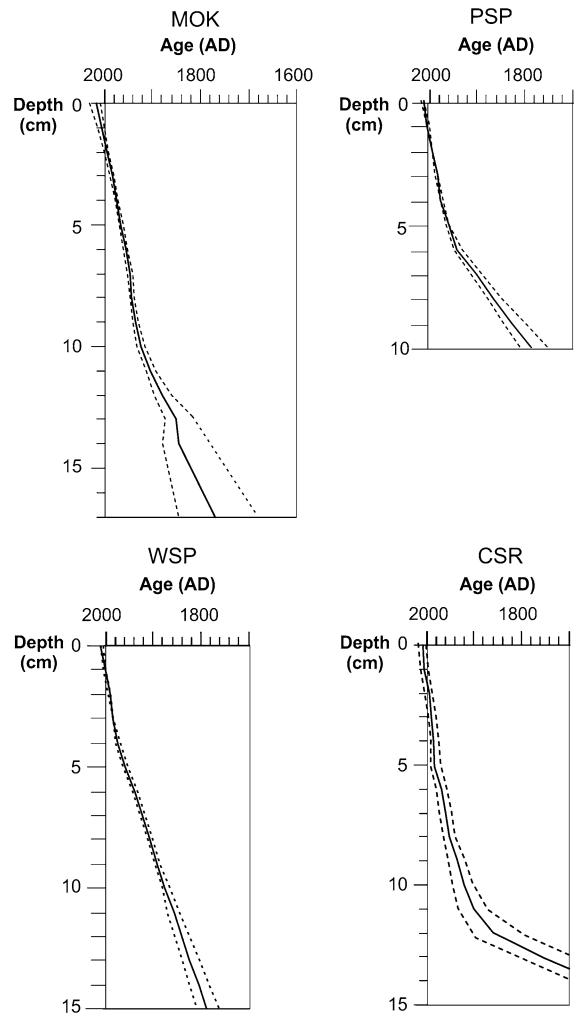 MOK
Age (AD)
2000 1800 1600
Depth 0
(cm)
5
10
15
PSP
Age (AD)
2000 1800
Depth 0
(cm)
5
10
WSP
Age (AD)
2000 1800
Depth 0
(cm)
5
10
15
CSR
Age (AD)
2000 1800
Depth 0
(cm)
5
10
15